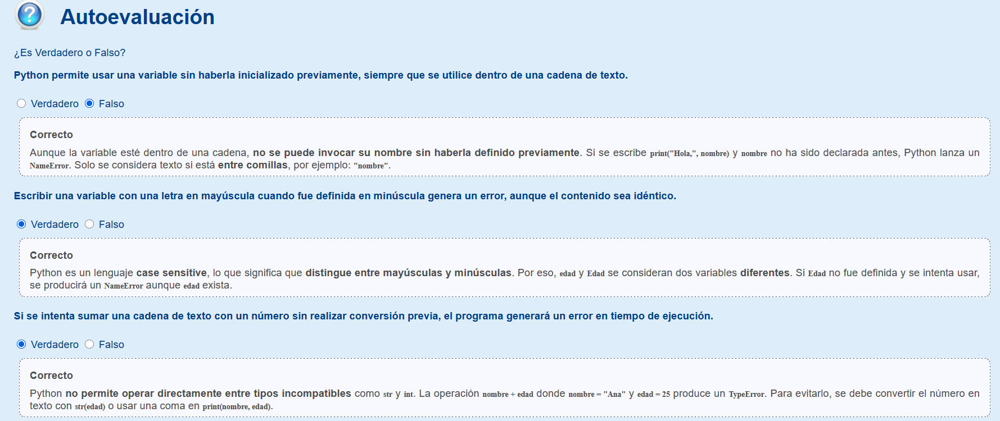 Autoevaluación
¿Es Verdadero o Falso?
Python permite usar una variable sin haberla inicializado previamente, siempre que se utilice dentro de una cadena de texto.
Verdadero Falso
Correcto
Aunque la variable esté dentro de una cadena, no se puede invocar su nombre sin haberla definido previamente. Si se escribe print("Hola,", nombre) y nombre no ha sido declarada antes, Python lanza un
NameError. Solo se considera texto si está entre comillas, por ejemplo: "nombre".
Escribir una variable con una letra en mayúscula cuando fue definida en minúscula genera un error, aunque el contenido sea idéntico.
Verdadero Falso
Correcto
Python es un lenguaje case sensitive, lo que significa que distingue entre mayúsculas y minúsculas. Por eso, edad y Edad se consideran dos variables diferentes. Si Edad no fue definida y se intenta usar,
se producirá un NameError aunque edad exista.
Si se intenta sumar una cadena de texto con un número sin realizar conversión previa, el programa generará un error en tiempo de ejecución.
Verdadero Falso
Correcto
Python no permite operar directamente entre tipos incompatibles como str y int. La operación nombre + edad donde nombre = "Ana" y edad = 25 produce un TypeError. Para evitarlo, se debe convertir el número en
texto con str(edad) o usar una coma en print(nombre, edad).